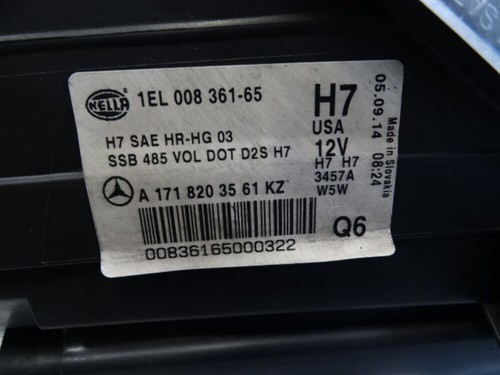 HELLA 1EL 008 361-65
H7 SAE HR-HG 03
SSB 485 VOL DOT D2S H7
A 171 820 35 61 KZ
00836165000322
H7
USA
12V
H7 H7
3457A
W5W
Q6
05.09.14 08:24
Made in Slovakia